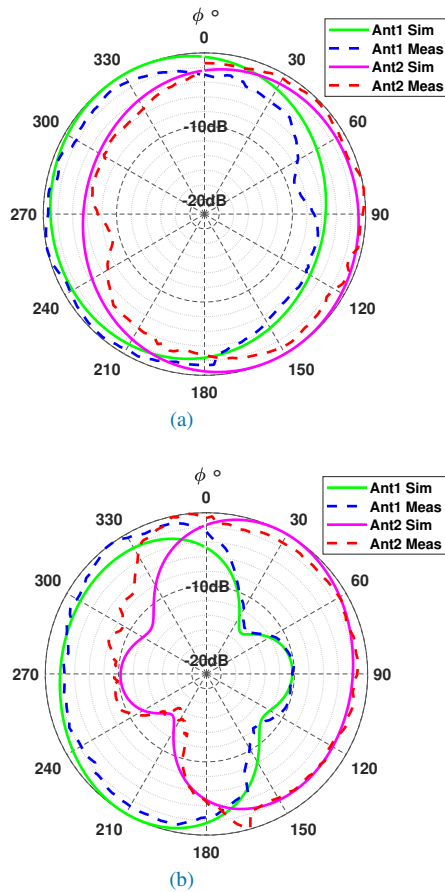 ϕ °
0
30
60
90
120
150
180
210
240
270
300
330
-10dB
-20dB
Ant1 Sim
Ant1 Meas
Ant2 Sim
Ant2 Meas
(a)
ϕ °
0
30
60
90
120
150
180
210
240
270
300
330
-10dB
-20dB
Ant1 Sim
Ant1 Meas
Ant2 Sim
Ant2 Meas
(b)